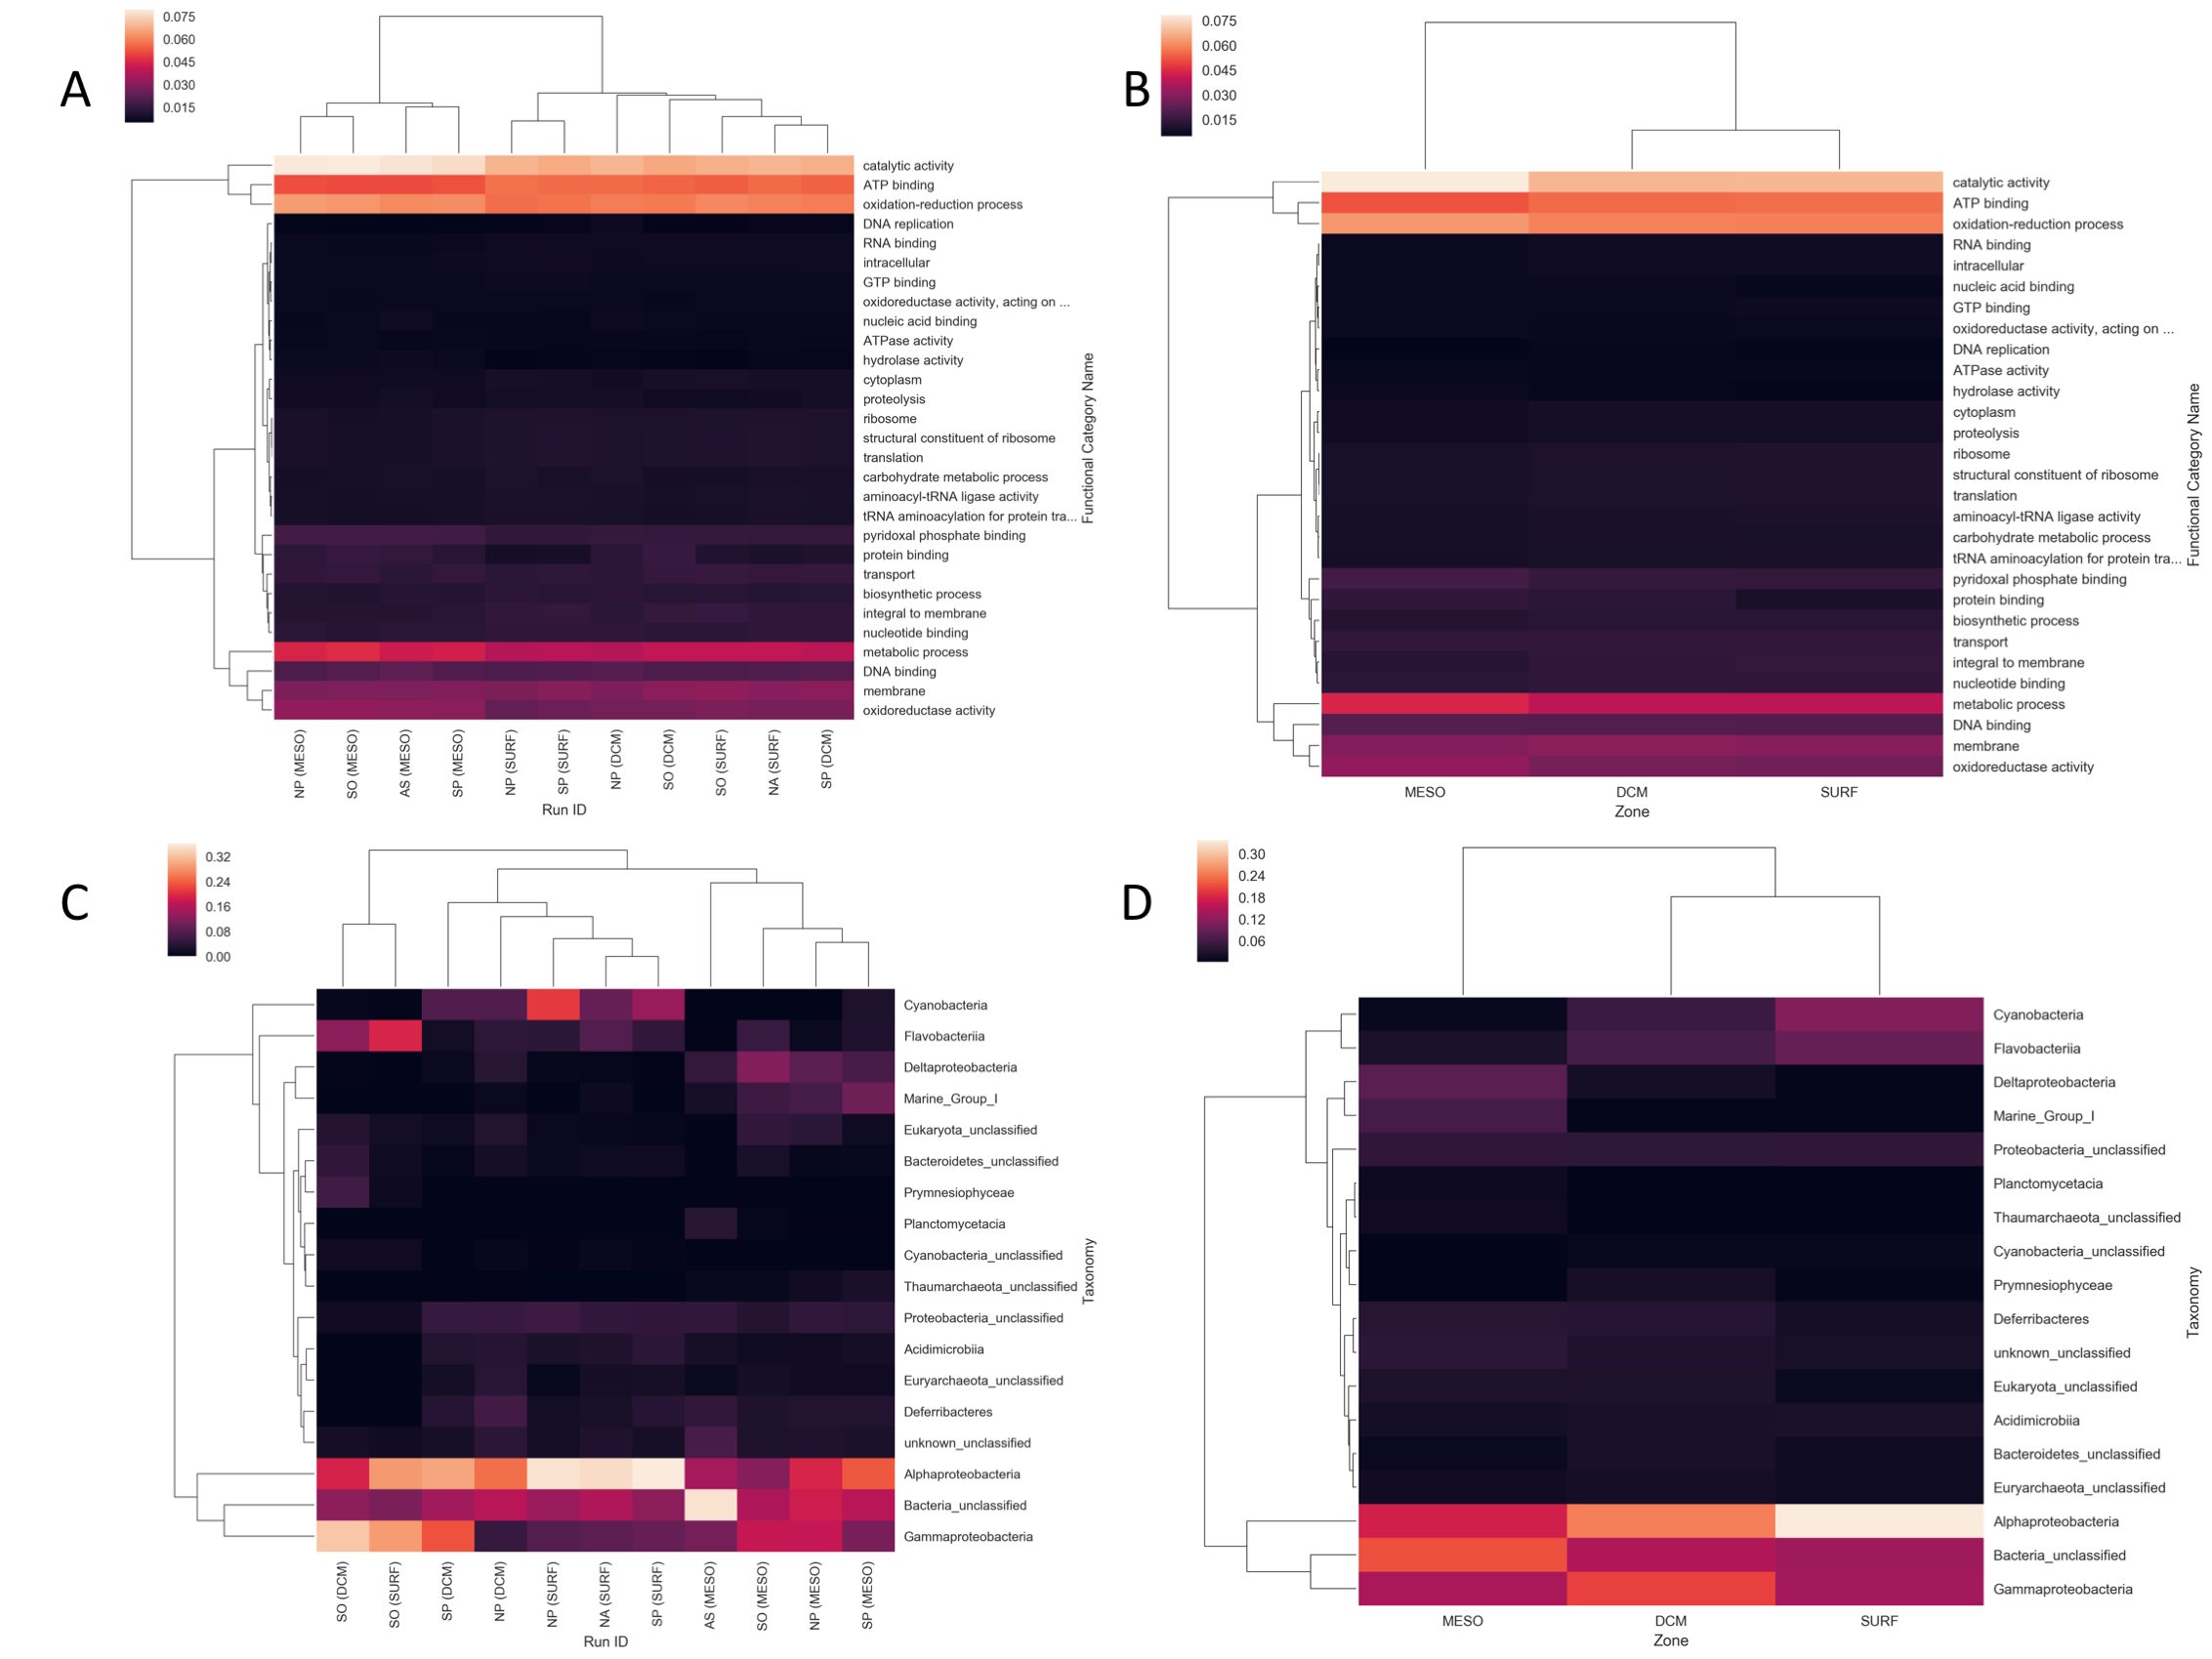 A
0.075
0.060
0.045
0.030
0.015
catalytic activity
ATP binding
oxidation-reduction process
DNA replication
RNA binding
intracellular
GTP binding
oxidoreductase activity, acting on ...
nucleic acid binding
ATPase activity
hydrolase activity
cytoplasm
proteolysis
ribosome
structural constituent of ribosome
translation
carbohydrate metabolic process
aminoacyl-tRNA ligase activity
tRNA aminoacylation for protein tra...
pyridoxal phosphate binding
protein binding
transport
biosynthetic process
integral to membrane
nucleotide binding
metabolic process
DNA binding
membrane
oxidoreductase activity
Functional Category Name
NP (MESO)
SO (MESO)
AS (MESO)
SP (MESO)
NP (SURF)
SP (SURF)
NP (DCM)
SO (DCM)
SO (SURF)
NA (SURF)
SP (DCM)
Run ID
B
0.075
0.060
0.045
0.030
0.015
catalytic activity
ATP binding
oxidation-reduction process
RNA binding
intracellular
nucleic acid binding
GTP binding
oxidoreductase activity, acting on ...
DNA replication
ATPase activity
hydrolase activity
cytoplasm
proteolysis
ribosome
structural constituent of ribosome
translation
aminoacyl-tRNA ligase activity
carbohydrate metabolic process
tRNA aminoacylation for protein tra...
pyridoxal phosphate binding
protein binding
biosynthetic process
transport
integral to membrane
nucleotide binding
metabolic process
DNA binding
membrane
oxidoreductase activity
Functional Category Name
MESO DCM SURF
Zone
C
0.32
0.24
0.16
0.08
0.00
Cyanobacteria
Flavobacteriia
Deltaproteobacteria
Marine_Group_I
Eukaryota_unclassified
Bacteroidetes_unclassified
Prymnesiophyceae
Planctomycetacia
Cyanobacteria_unclassified
Thaumarchaeota_unclassified
Proteobacteria_unclassified
Acidimicrobiia
Euryarchaeota_unclassified
Deferribacteres
unknown_unclassified
Alphaproteobacteria
Bacteria_unclassified
Gammaproteobacteria
Taxonomy
SO (DCM)
SO (SURF)
SP (DCM)
NP (DCM)
NP (SURF)
NA (SURF)
SP (SURF)
AS (MESO)
SO (MESO)
NP (MESO)
SP (MESO)
Run ID
D
0.30
0.24
0.18
0.12
0.06
Cyanobacteria
Flavobacteriia
Deltaproteobacteria
Marine_Group_I
Proteobacteria_unclassified
Planctomycetacia
Thaumarchaeota_unclassified
Cyanobacteria_unclassified
Prymnesiophyceae
Deferribacteres
unknown_unclassified
Eukaryota_unclassified
Acidimicrobiia
Bacteroidetes_unclassified
Euryarchaeota_unclassified
Alphaproteobacteria
Bacteria_unclassified
Gammaproteobacteria
Taxonomy
MESO DCM SURF
Zone